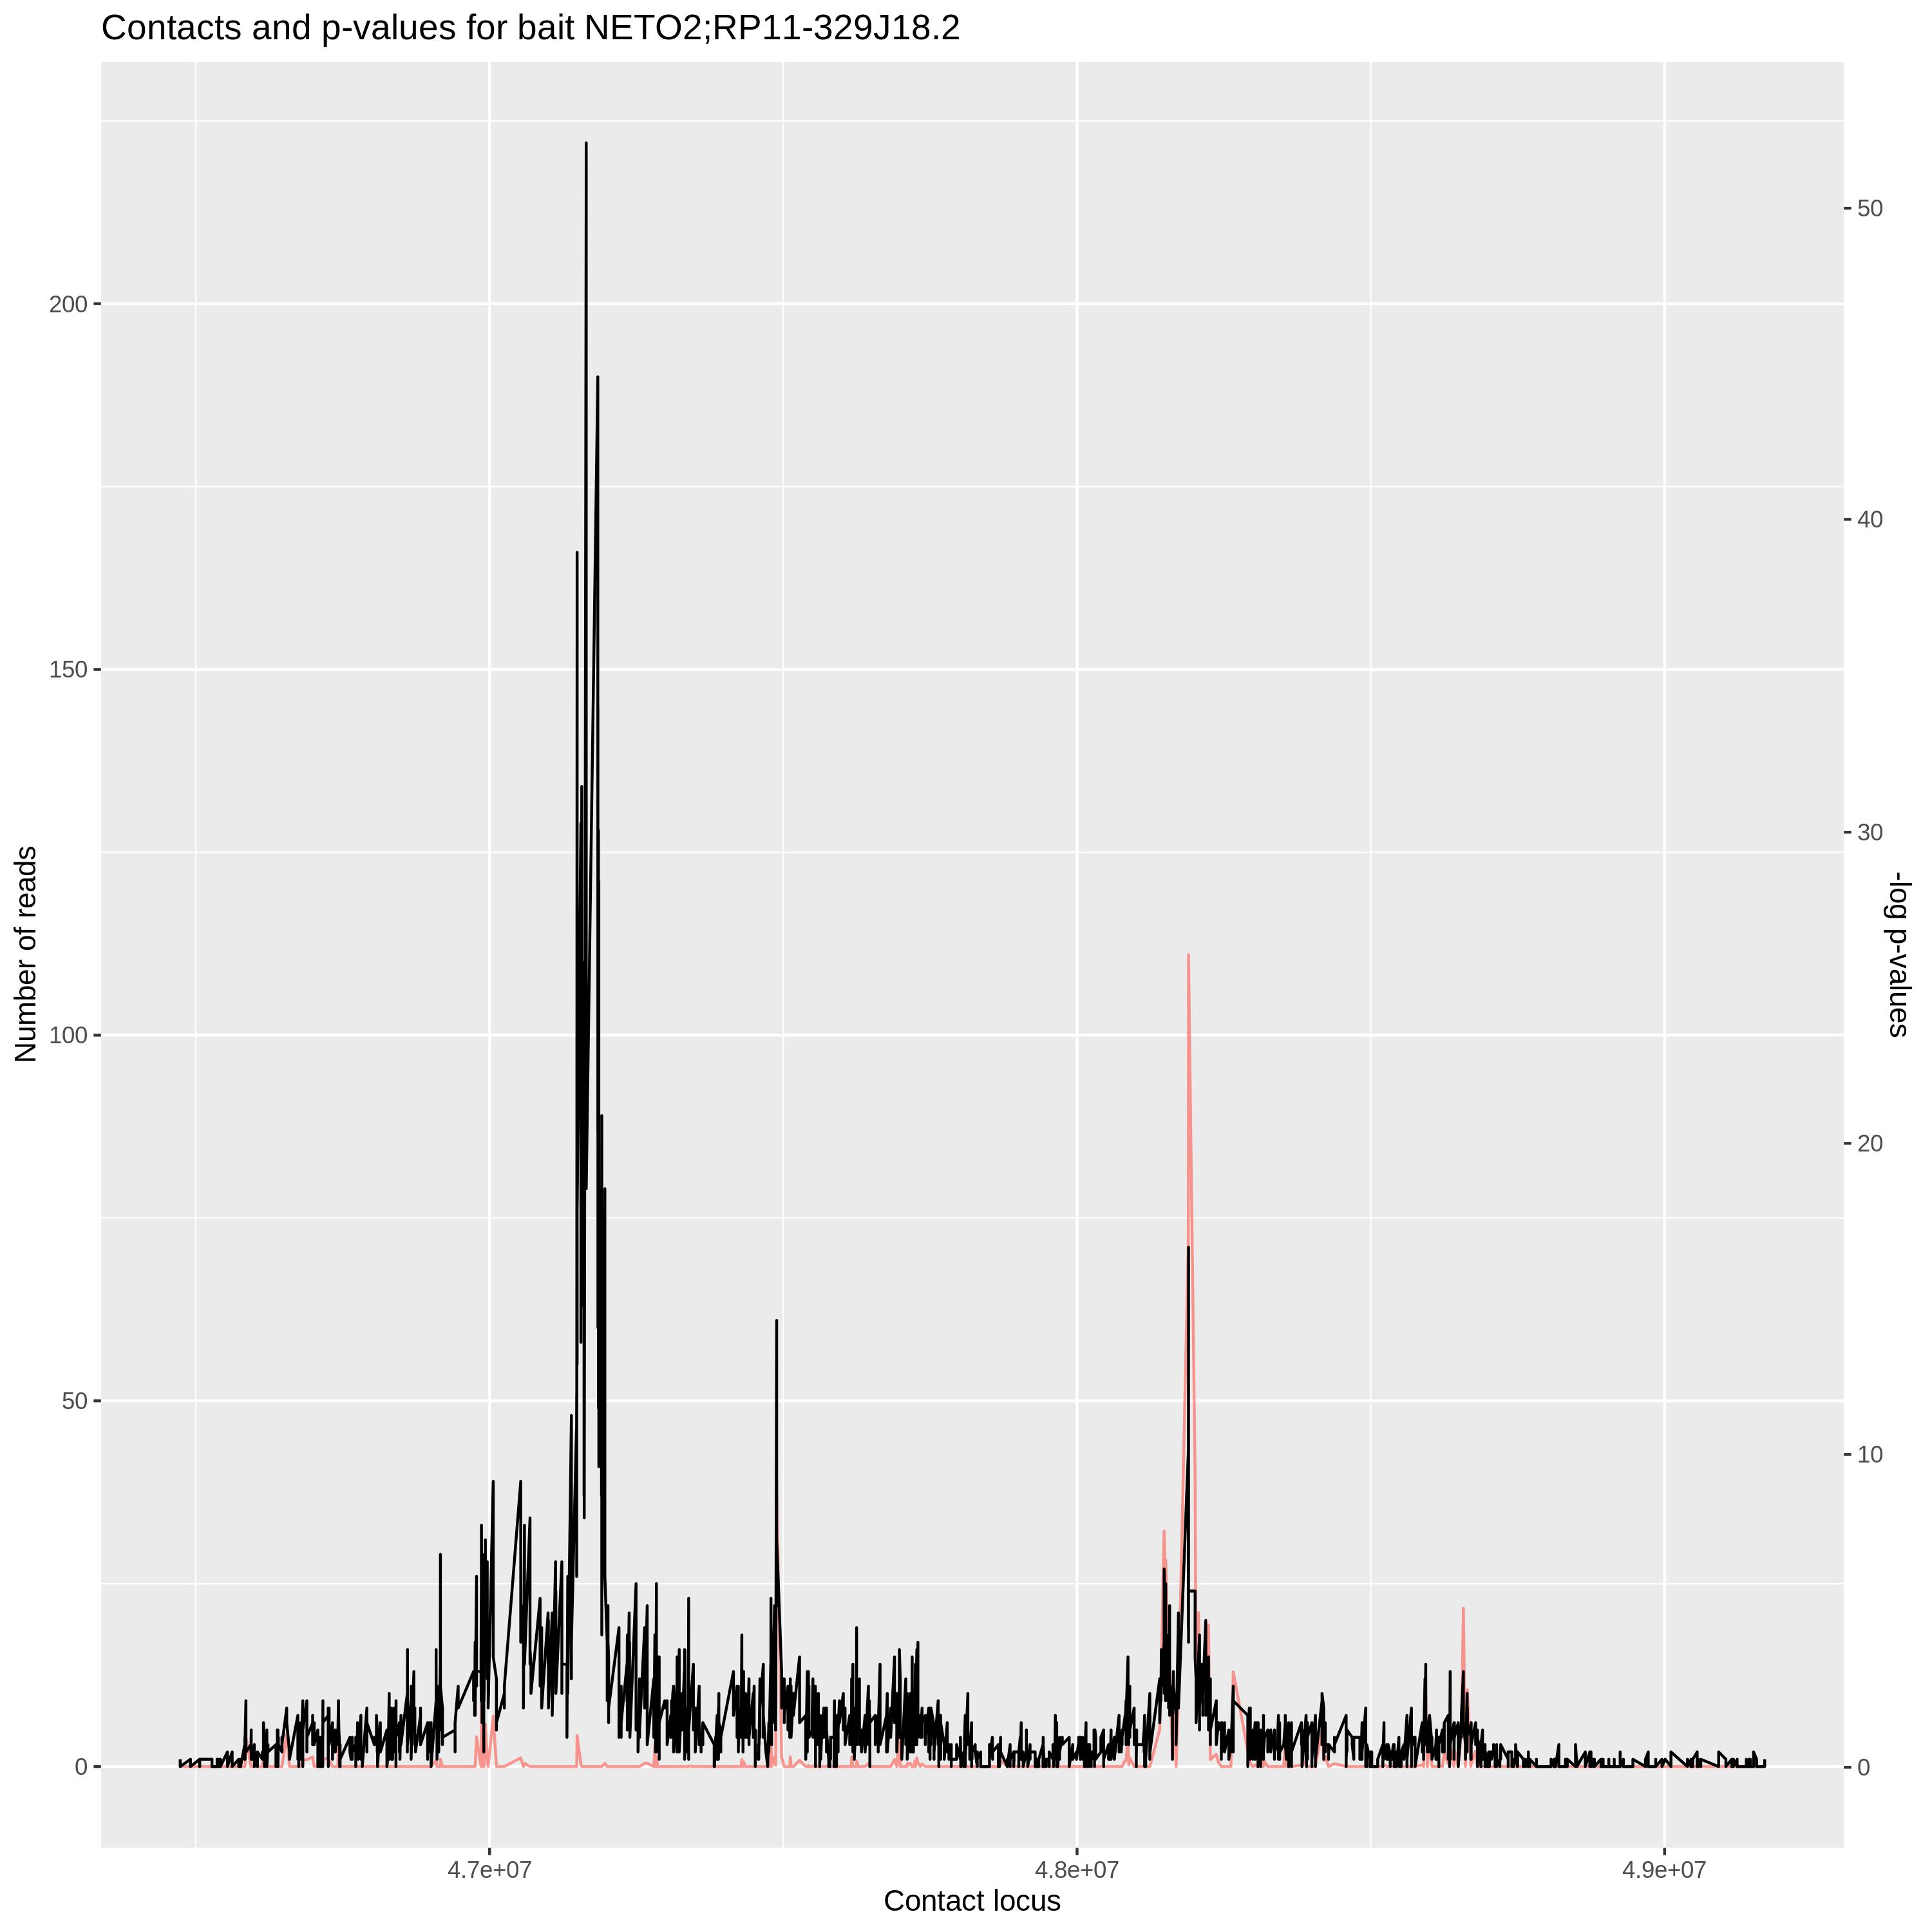 Contacts and p-values for bait NETO2;RP11-329J18.2
Number of reads
200
150
100
50
0
50
40
30
20
10
0
-log p-values
4.7e+07 4.8e+07 4.9e+07
Contact locus